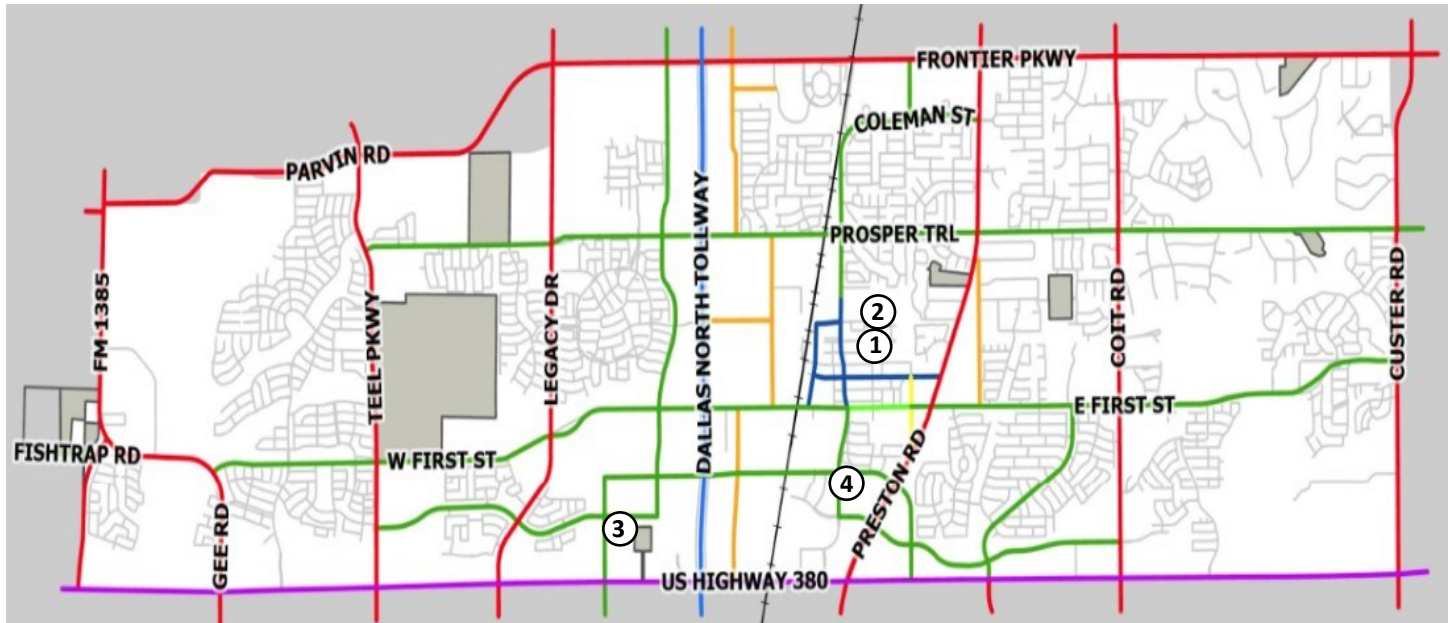 FRONTIER PKWY
COLEMAN ST
PARVIN RD
PROSPER TRL
FM 1385
TEEL PKWY
LEGACY DR
DALLAS NORTH TOLLWAY
COIT RD
CUSTER RD
2
1
E FIRST ST
FISHTRAP RD
W FIRST ST
PRESTON RD
4
3
GEE RD
US HIGHWAY 380